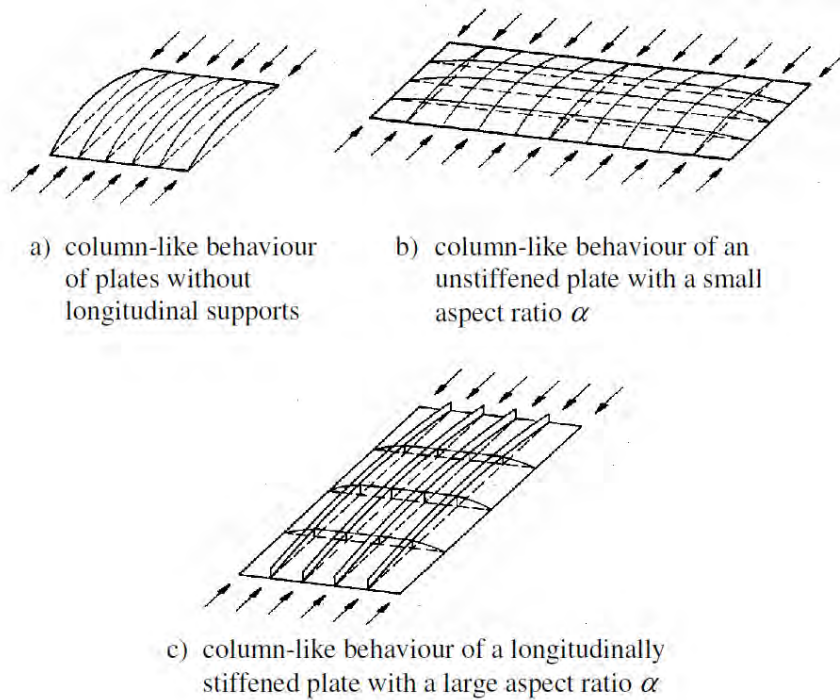 a) column-like behaviour
of plates without
longitudinal supports
b) column-like behaviour of an
unstiffened plate with a small
aspect ratio α
c) column-like behaviour of a longitudinally
stiffened plate with a large aspect ratio α